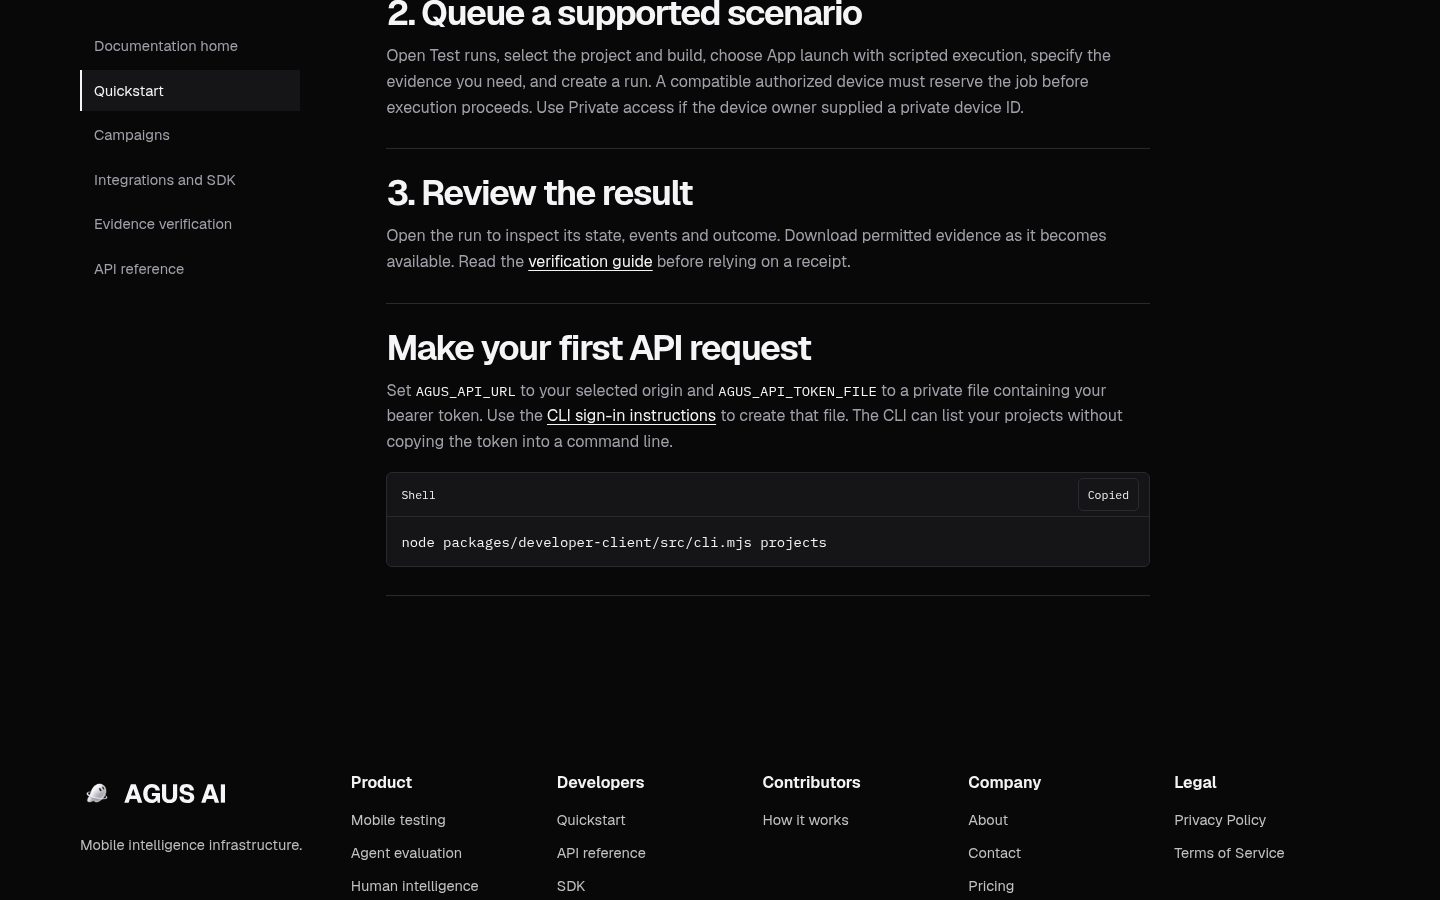 Documentation home
Quickstart
Campaigns
Integrations and SDK
Evidence verification
API reference
2. Queue a supported scenario
Open Test runs, select the project and build, choose App launch with scripted execution, specify the
evidence you need, and create a run. A compatible authorized device must reserve the job before
execution proceeds. Use Private access if the device owner supplied a private device ID.
3. Review the result
Open the run to inspect its state, events and outcome. Download permitted evidence as it becomes
available. Read the verification guide before relying on a receipt.
Make your first API request
Set AGUS_API_URL to your selected origin and AGUS_API_TOKEN_FILE to a private file containing your
bearer token. Use the CLI sign-in instructions to create that file. The CLI can list your projects without
copying the token into a command line.
Shell
Copied
node packages/developer-client/src/cli.mjs projects
AGUS AI
Mobile intelligence infrastructure.
Product
Mobile testing
Agent evaluation
Human intelligence
Developers
Quickstart
API reference
SDK
Contributors
How it works
Company
About
Contact
Pricing
Legal
Privacy Policy
Terms of Service